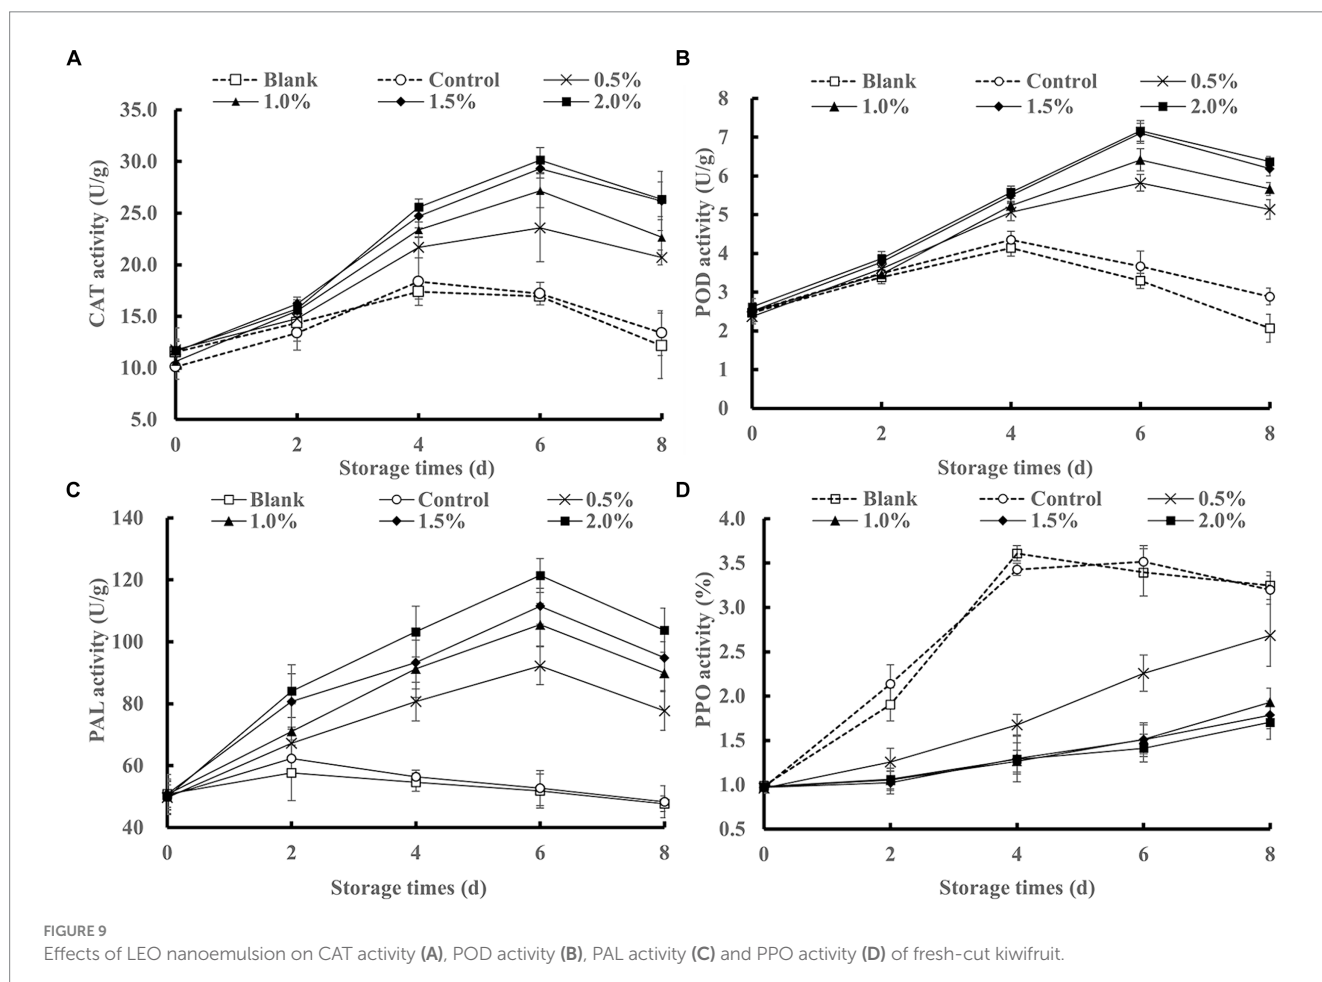 A
Blank Control 0.5%
1.0% 1.5% 2.0%
35.0
30.0
25.0
20.0
15.0
10.0
5.0
CAT activity (U/g)
0 2 4 6 8
Storage times (d)
B
Blank Control 0.5%
1.0% 1.5% 2.0%
8
7
6
5
4
3
2
1
0
POD activity (U/g)
0 2 4 6 8
Storage times (d)
C
Blank Control 0.5%
1.0% 1.5% 2.0%
140
120
100
80
60
40
PAL activity (U/g)
0 2 4 6 8
Storage times (d)
D
Blank Control 0.5%
1.0% 1.5% 2.0%
4.0
3.5
3.0
2.5
2.0
1.5
1.0
0.5
PPO activity (%)
0 2 4 6 8
Storage times (d)
FIGURE 9
Effects of LEO nanoemulsion on CAT activity (A), POD activity (B), PAL activity (C) and PPO activity (D) of fresh-cut kiwifruit.